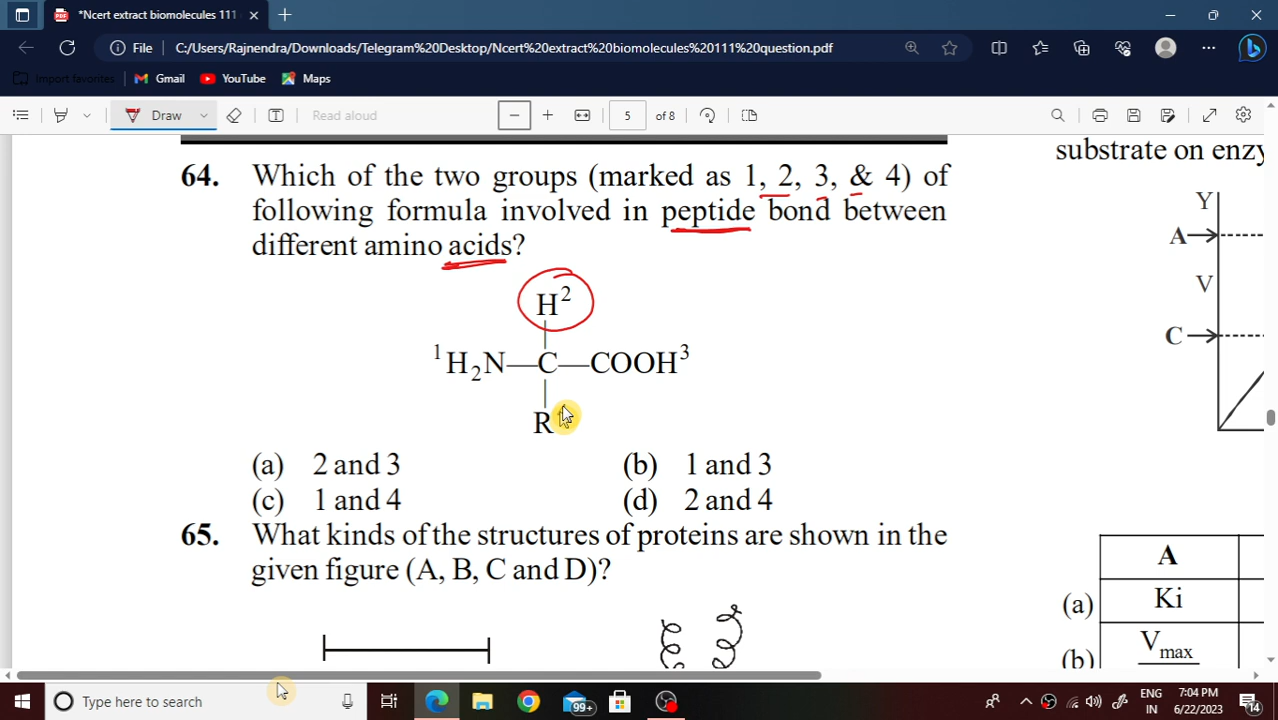 *Ncert extract biomolecules 111
File
C:/Users/Rajnendra/Downloads/Telegram%20Desktop/Ncert%20extract%20biomolecules%20111%20question.pdf
Import favorites
Gmail
YouTube
Maps
Draw
Read aloud
5
of 8
64. Which of the two groups (marked as 1, 2, 3, & 4) of
following formula involved in peptide bond between
different amino acids?
H2
1H2N—C—COOH3
R
(a) 2 and 3 (b) 1 and 3
(c) 1 and 4 (d) 2 and 4
65. What kinds of the structures of proteins are shown in the
given figure (A, B, C and D)?
substrate on enzy
Y
A
V
C
A
(a) Ki
(b) Vmax
Type here to search
99+
ENG
IN
7:04 PM
6/22/2023
14